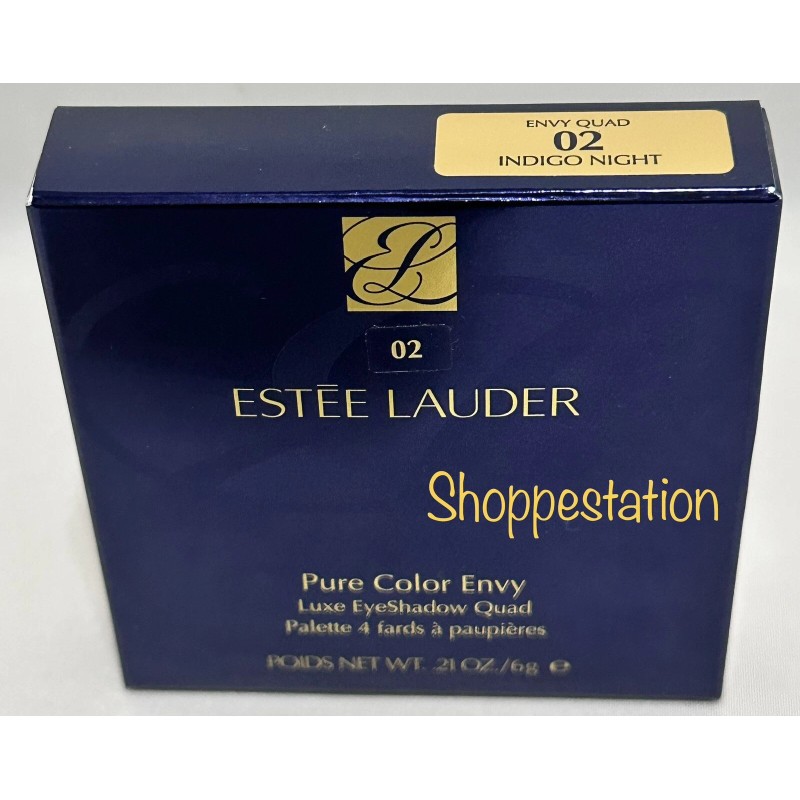 ENVY QUAD
02
INDIGO NIGHT
EL
02
ESTĒE LAUDER
Shoppestation
Pure Color Envy
Luxe EyeShadow Quad
Palette 4 fards à paupières
POIDS NET WT. .21 OZ./6g ℮